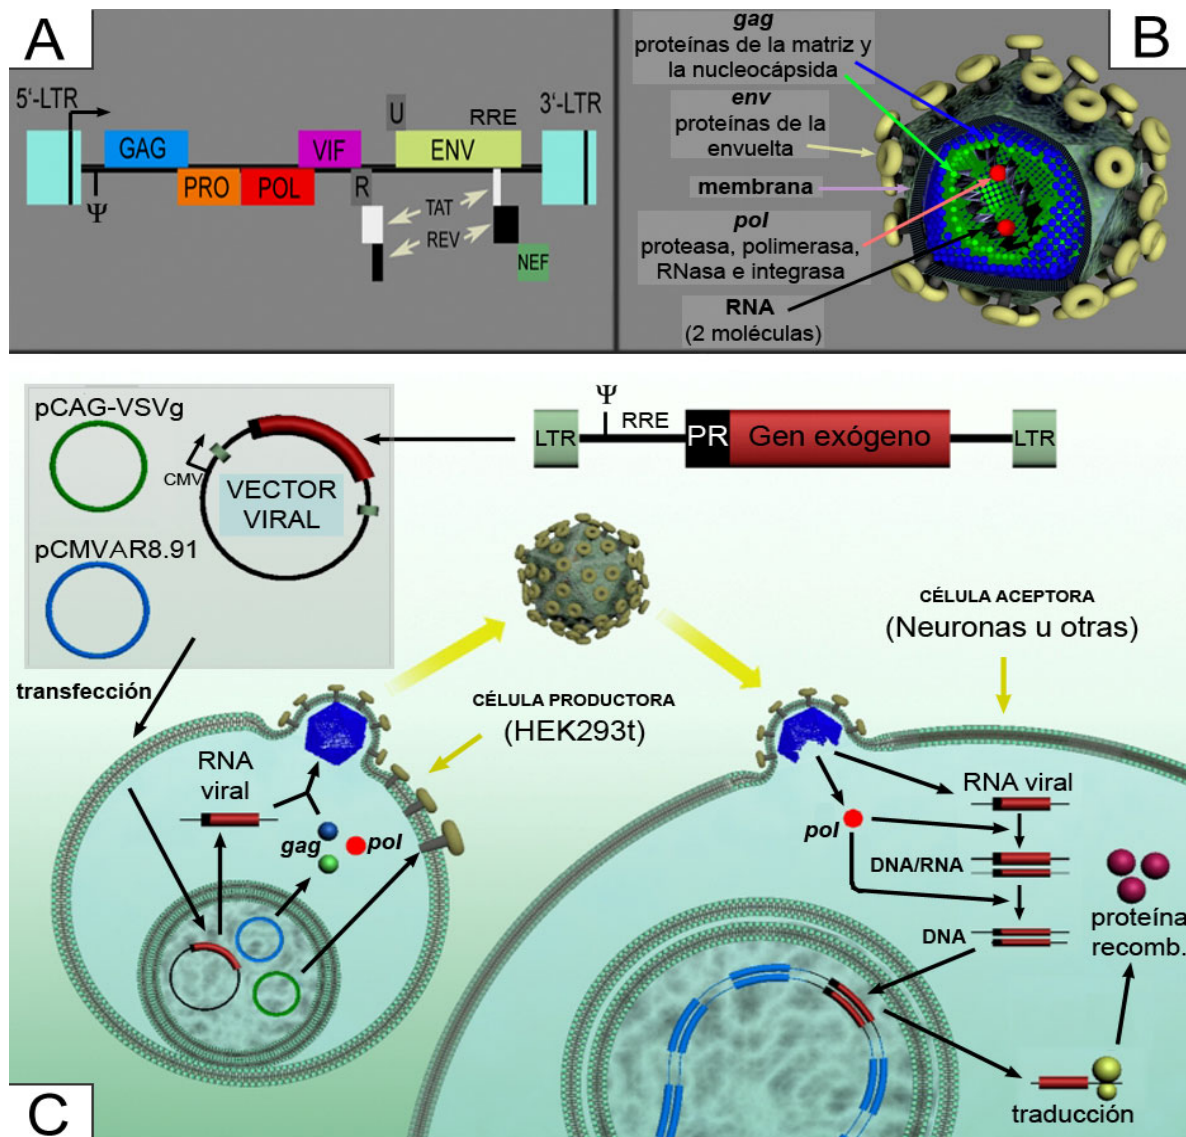 A
5'-LTR
GAG
PRO
POL
VIF
R
U
ENV
RRE
3'-LTR
Ψ
TAT
REV
NEF
B
gag
proteínas de la matriz y
la nucleocápsida
env
proteínas de la
envuelta
membrana
pol
proteasa, polimerasa,
RNasa e integrasa
RNA
(2 moléculas)
pCAG-VSVg
CMV
VECTOR
VIRAL
pCMVΔR8.91
LTR
Ψ
RRE
PR
Gen exógeno
LTR
transfección
CÉLULA PRODUCTORA
(HEK293t)
CÉLULA ACEPTORA
(Neuronas u otras)
RNA
viral
gag
pol
RNA viral
pol
DNA/RNA
DNA
proteína
recomb.
traducción
C